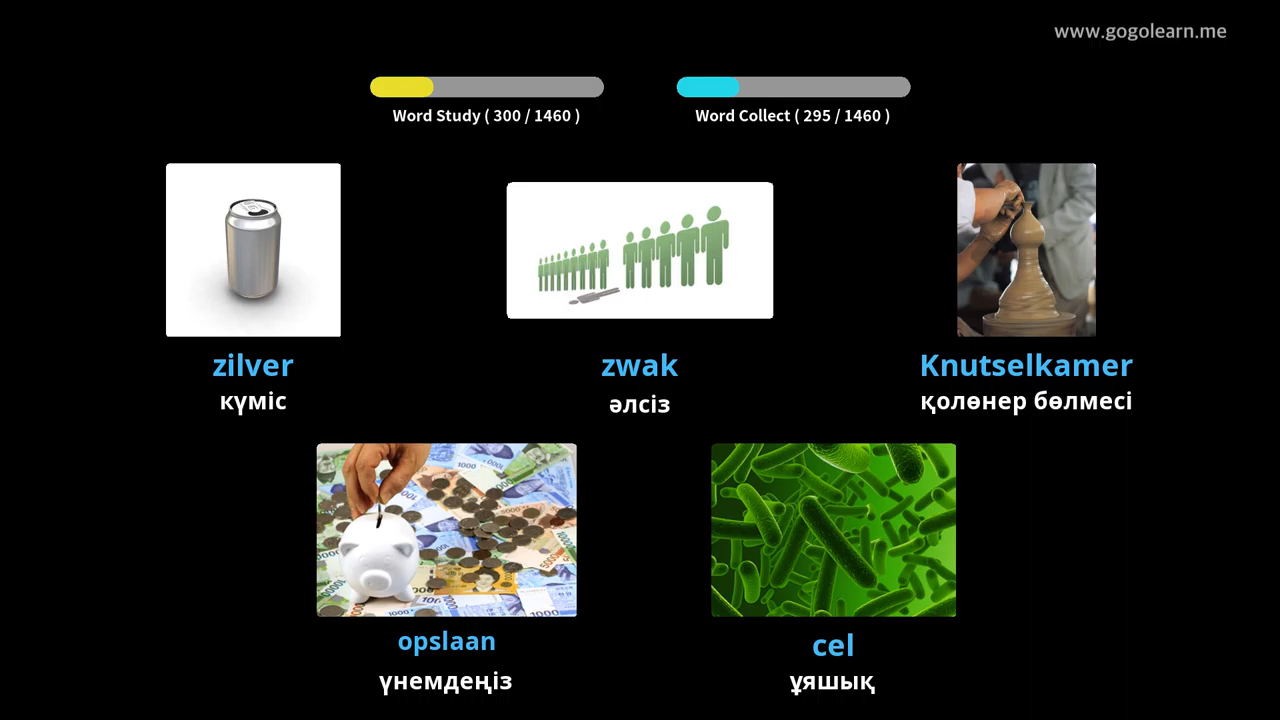 www.gogolearn.me
Word Study ( 300 / 1460 )
Word Collect ( 295 / 1460 )
zilver
күміс
zwak
әлсіз
Knutselkamer
қолөнер бөлмесі
opslaan
үнемдеңіз
cel
ұяшық